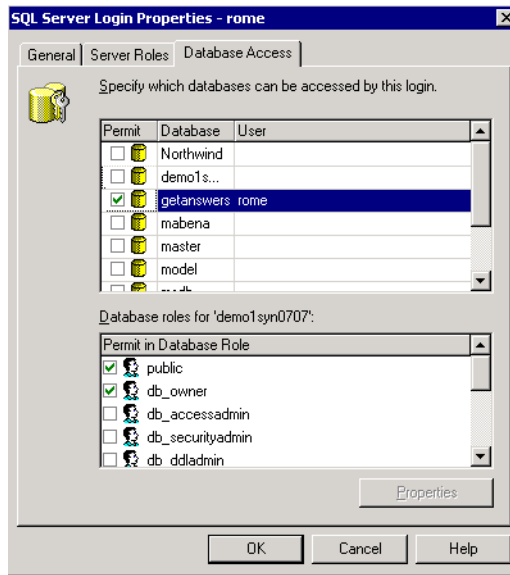 SQL Server Login Properties - rome
General Server Roles Database Access
Specify which databases can be accessed by this login.
Permit Database User
Northwind
demo1s...
getanswers rome
mabena
master
model
Database roles for 'demo1syn0707':
Permit in Database Role
public
db_owner
db_accessadmin
db_securityadmin
db_ddladmin
Properties
OK Cancel Help